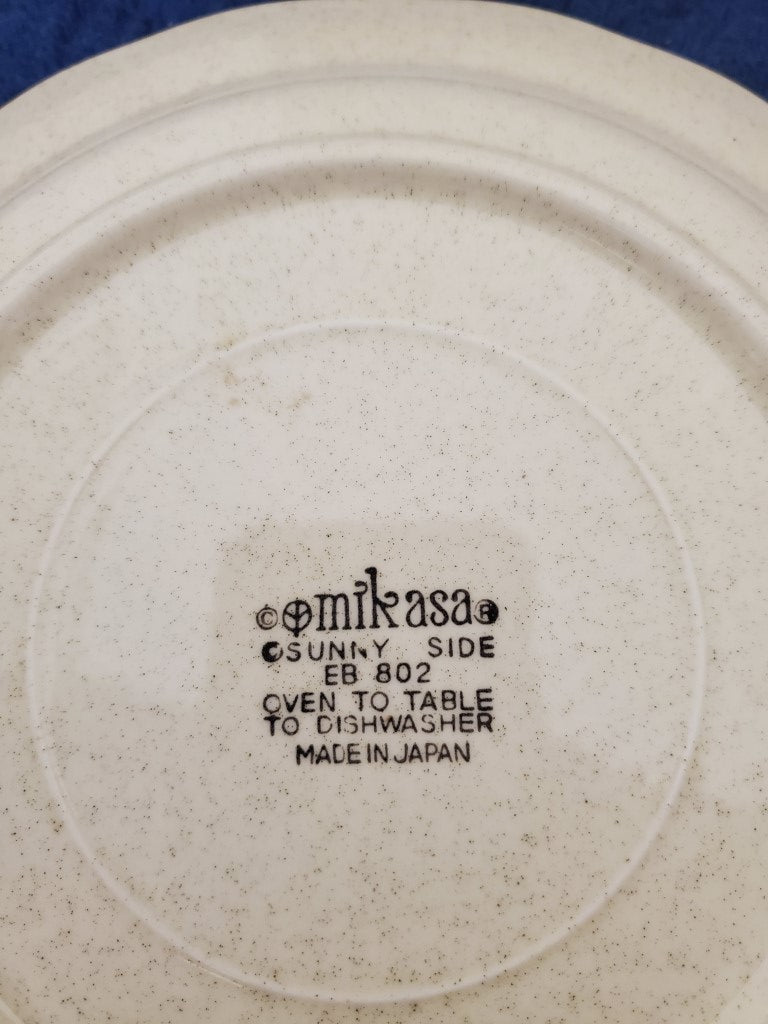 © mikasa ®
SUNNY SIDE
EB 802
OVEN TO TABLE
TO DISHWASHER
MADE IN JAPAN